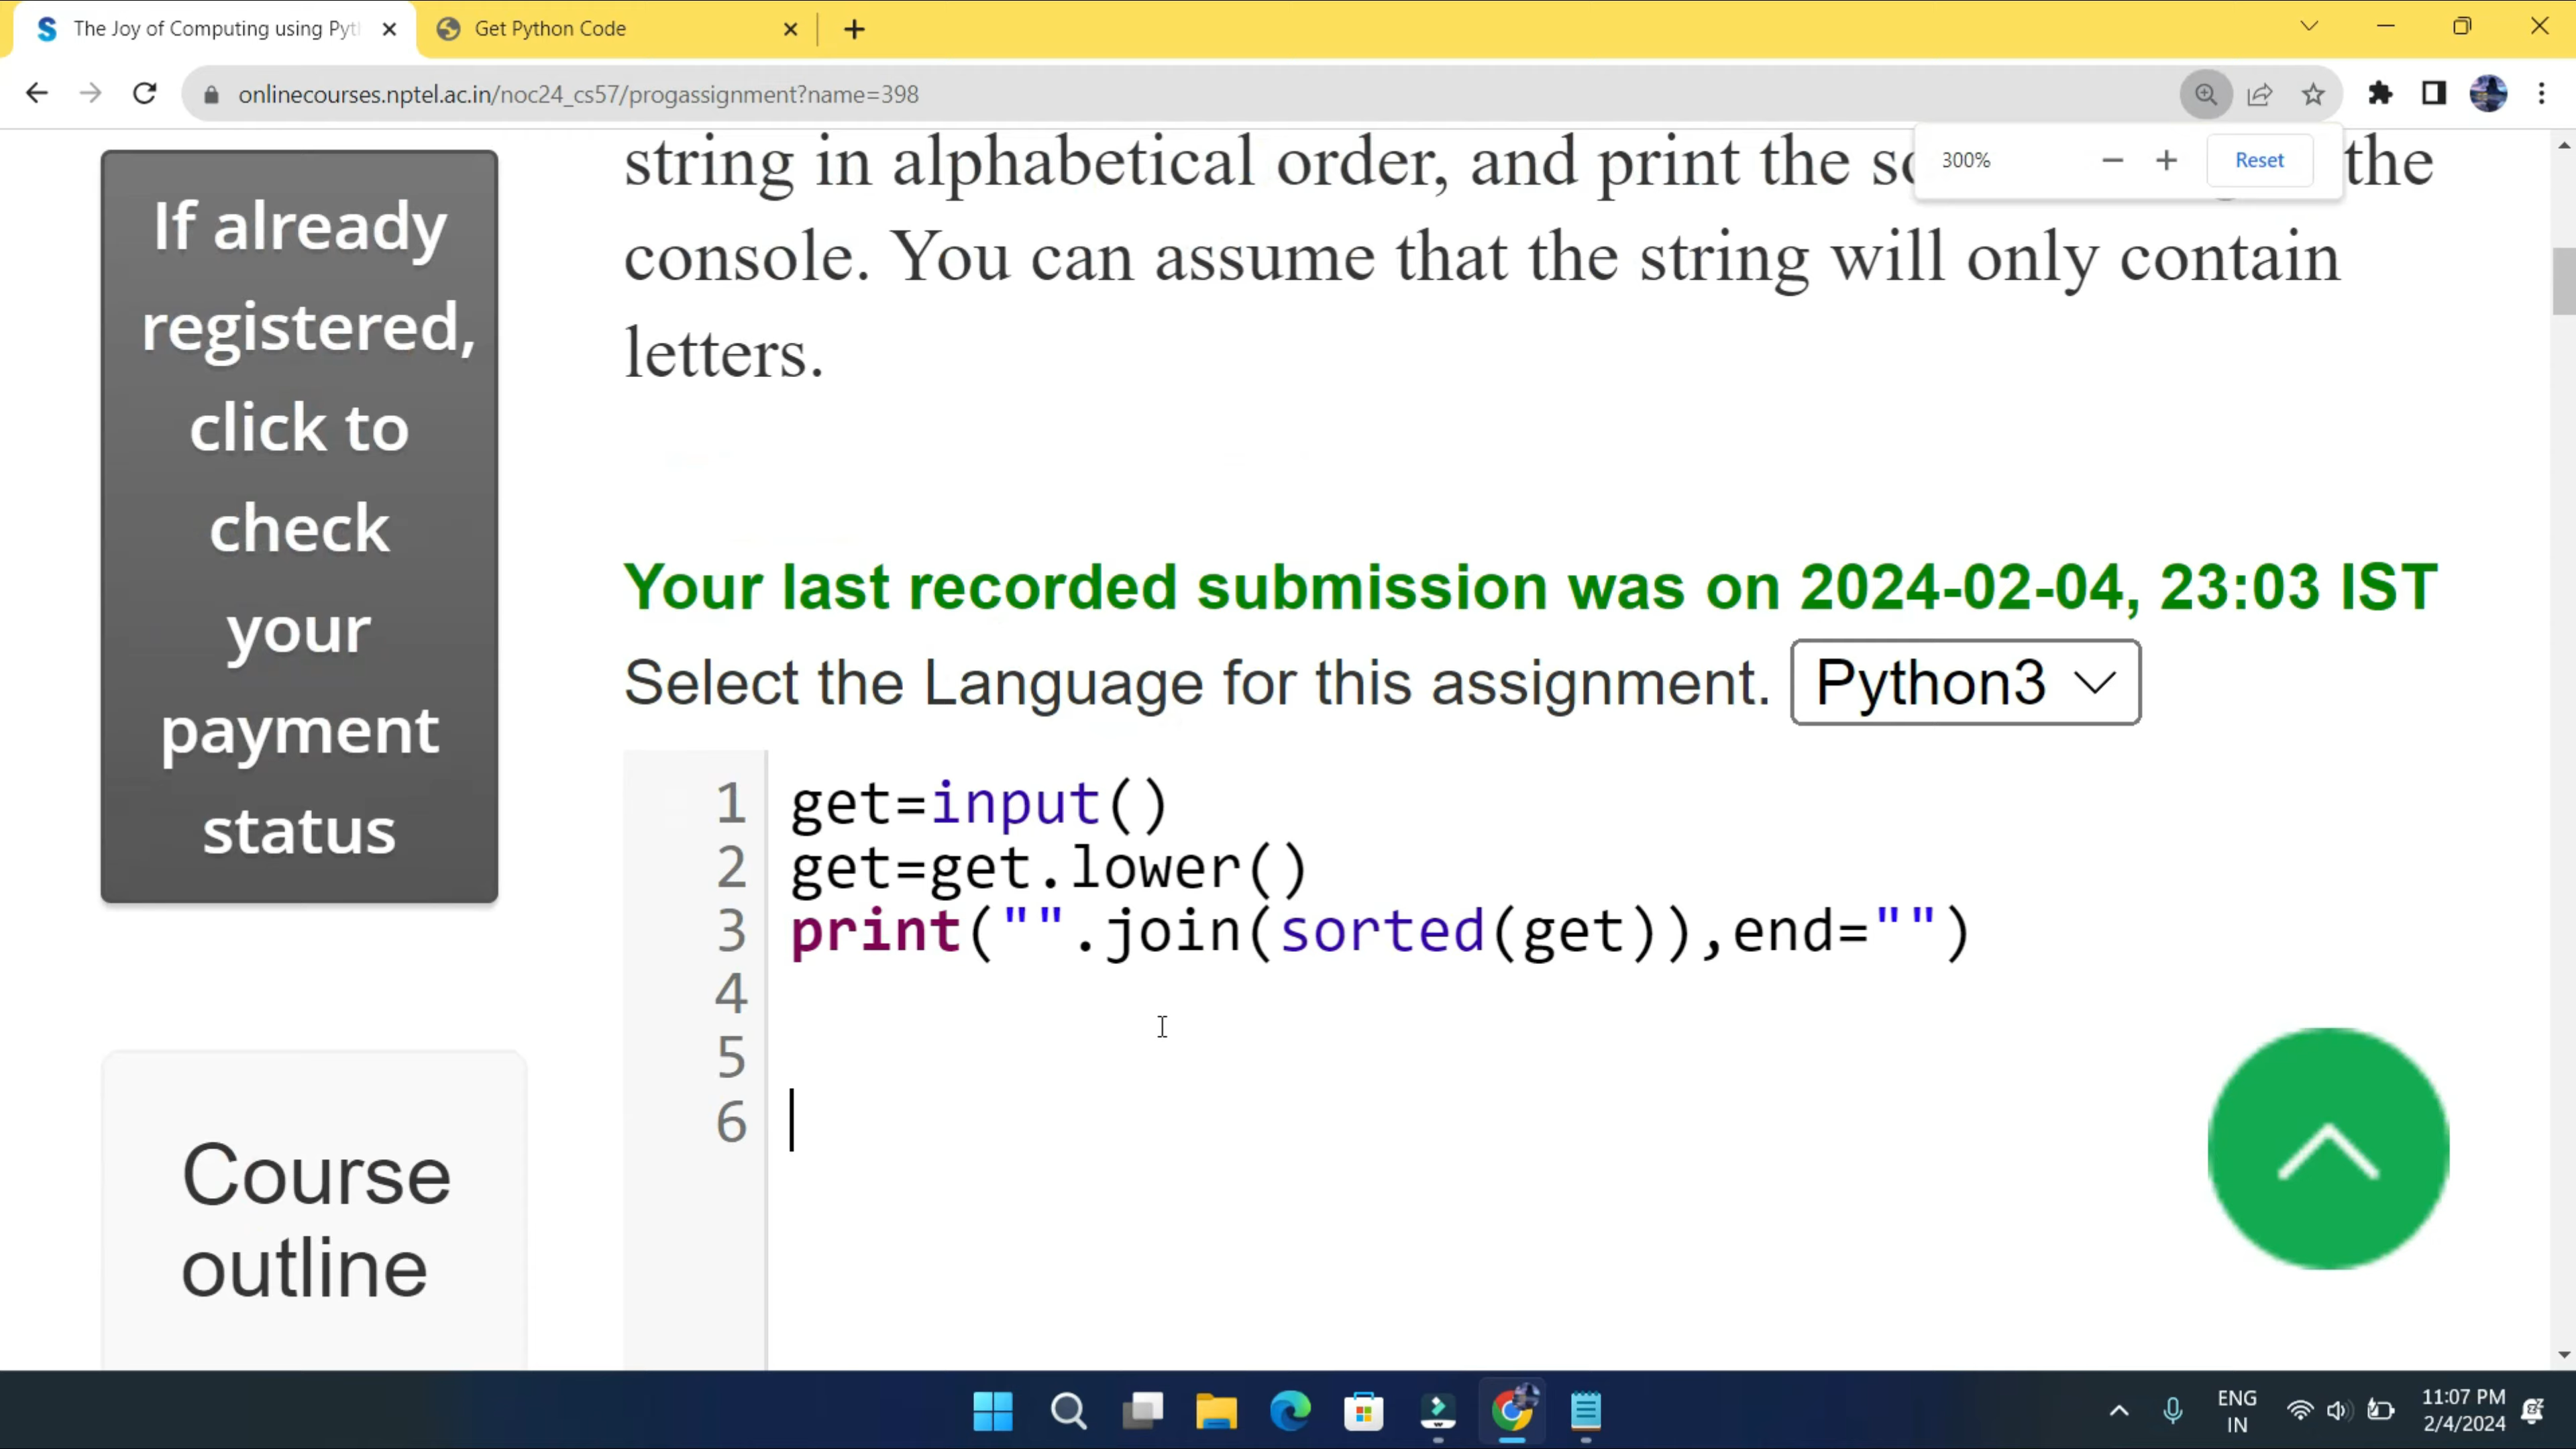 The Joy of Computing using Pyt
Get Python Code
onlinecourses.nptel.ac.in/noc24_cs57/progassignment?name=398
300%
Reset
If already
registered,
click to
check
your
payment
status
Course
outline
string in alphabetical order, and print the the
console. You can assume that the string will only contain
letters.
Your last recorded submission was on 2024-02-04, 23:03 IST
Select the Language for this assignment. Python3
1 get=input()
2 get=get.lower()
3 print("".join(sorted(get)),end="")
4
5
6
ENG
IN
11:07 PM
2/4/2024